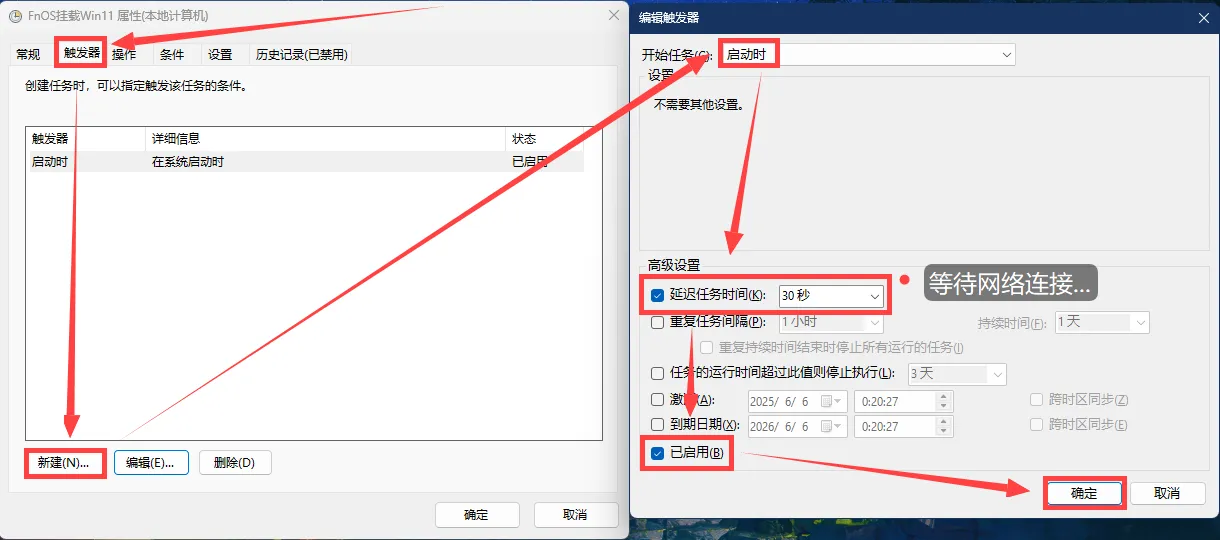 FnOS挂载Win11 属性(本地计算机)
常规 触发器 操作 条件 设置 历史记录(已禁用)
创建任务时，可以指定触发该任务的条件。
触发器 详细信息 状态
启动时 在系统启动时 已启用
新建(N)... 编辑(E)... 删除(D)
确定 取消
编辑触发器
开始任务(G): 启动时
设置
不需要其他设置。
高级设置
延迟任务时间(K): 30 秒
等待网络连接...
重复任务间隔(P): 1 小时 持续时间(F): 1 天
重复持续时间结束时停止所有运行的任务(I)
任务的运行时间超过此值则停止执行(L): 3 天
激活(A): 2025/ 6/ 6 0:20:27 跨时区同步(Z)
到期日期(X): 2026/ 6/ 6 0:20:27 跨时区同步(E)
已启用(B)
确定 取消